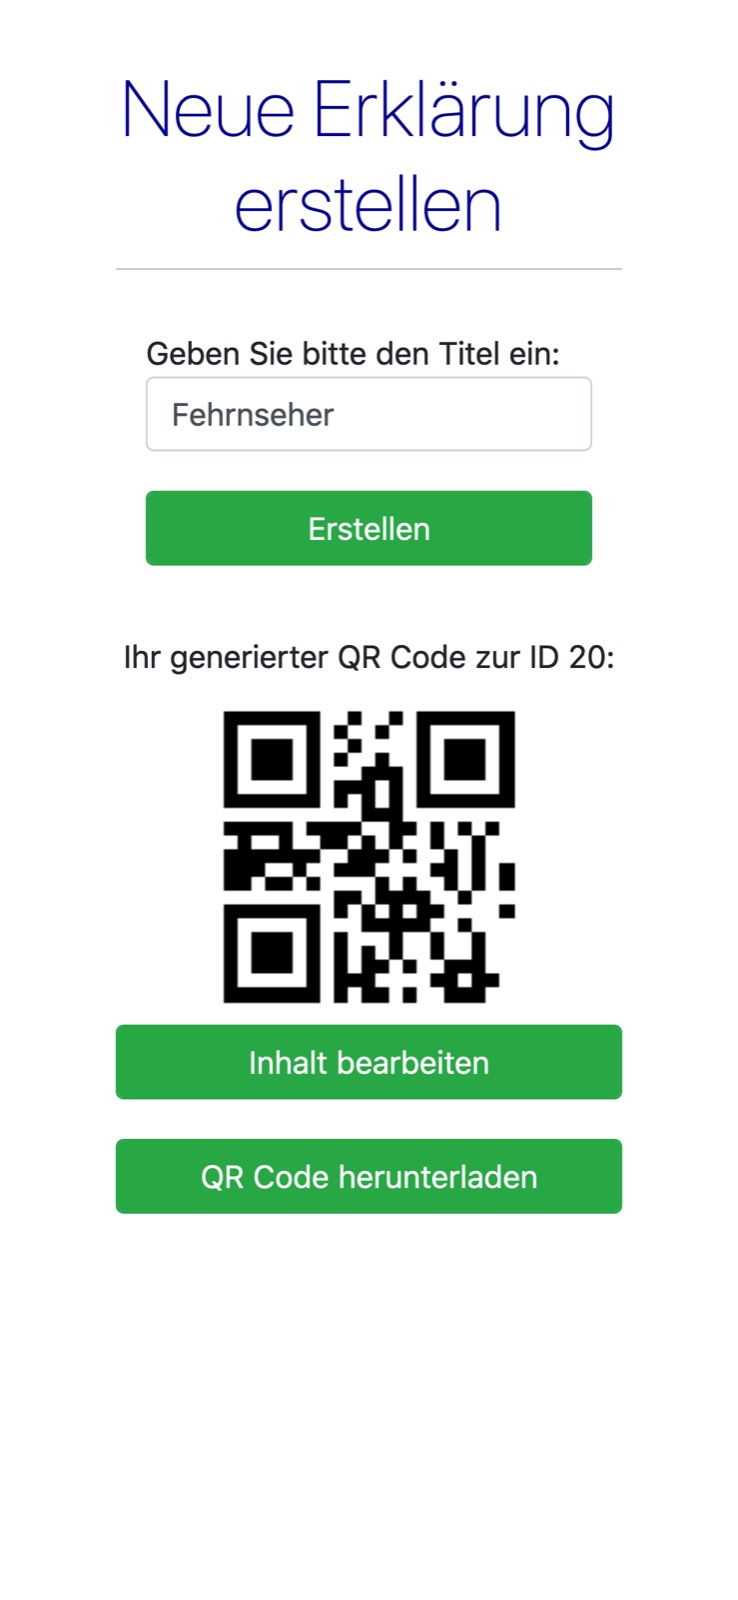 Neue Erklärung
erstellen
Geben Sie bitte den Titel ein:
Fehrnseher
Erstellen
Ihr generierter QR Code zur ID 20:
Inhalt bearbeiten
QR Code herunterladen